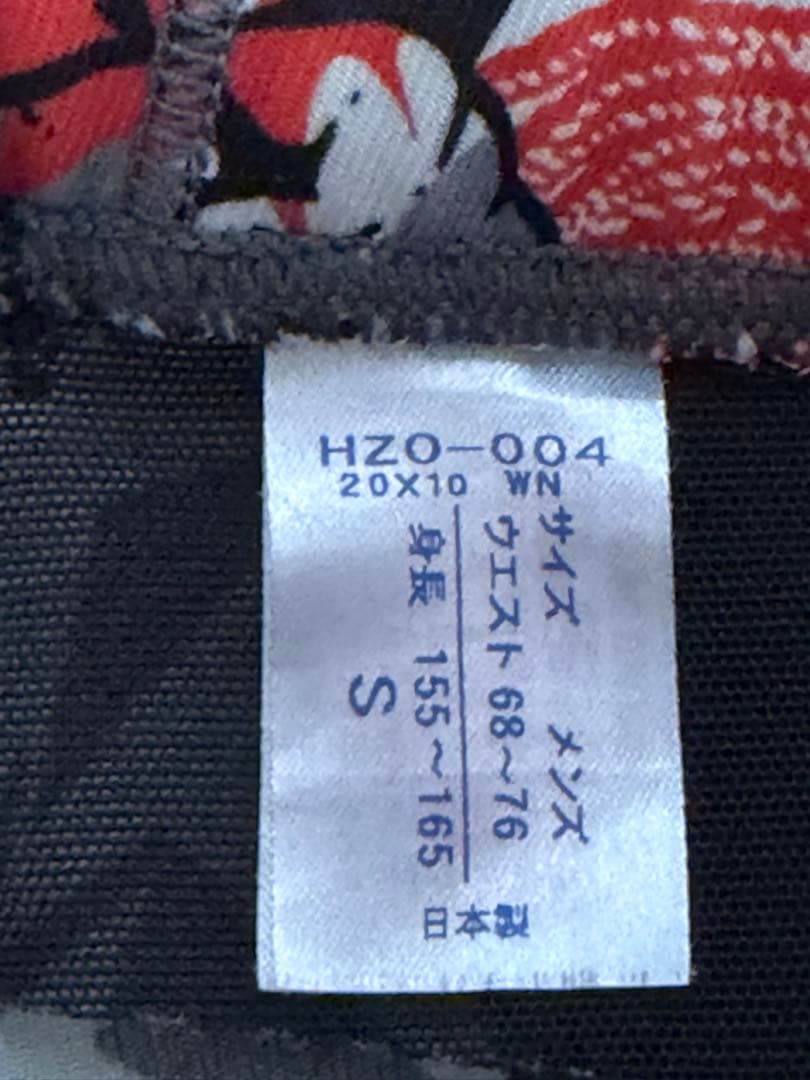 HZO-004
20X10 WN
サイズ メンズ
ウエスト 68～76
身長 155～165
S
日本製